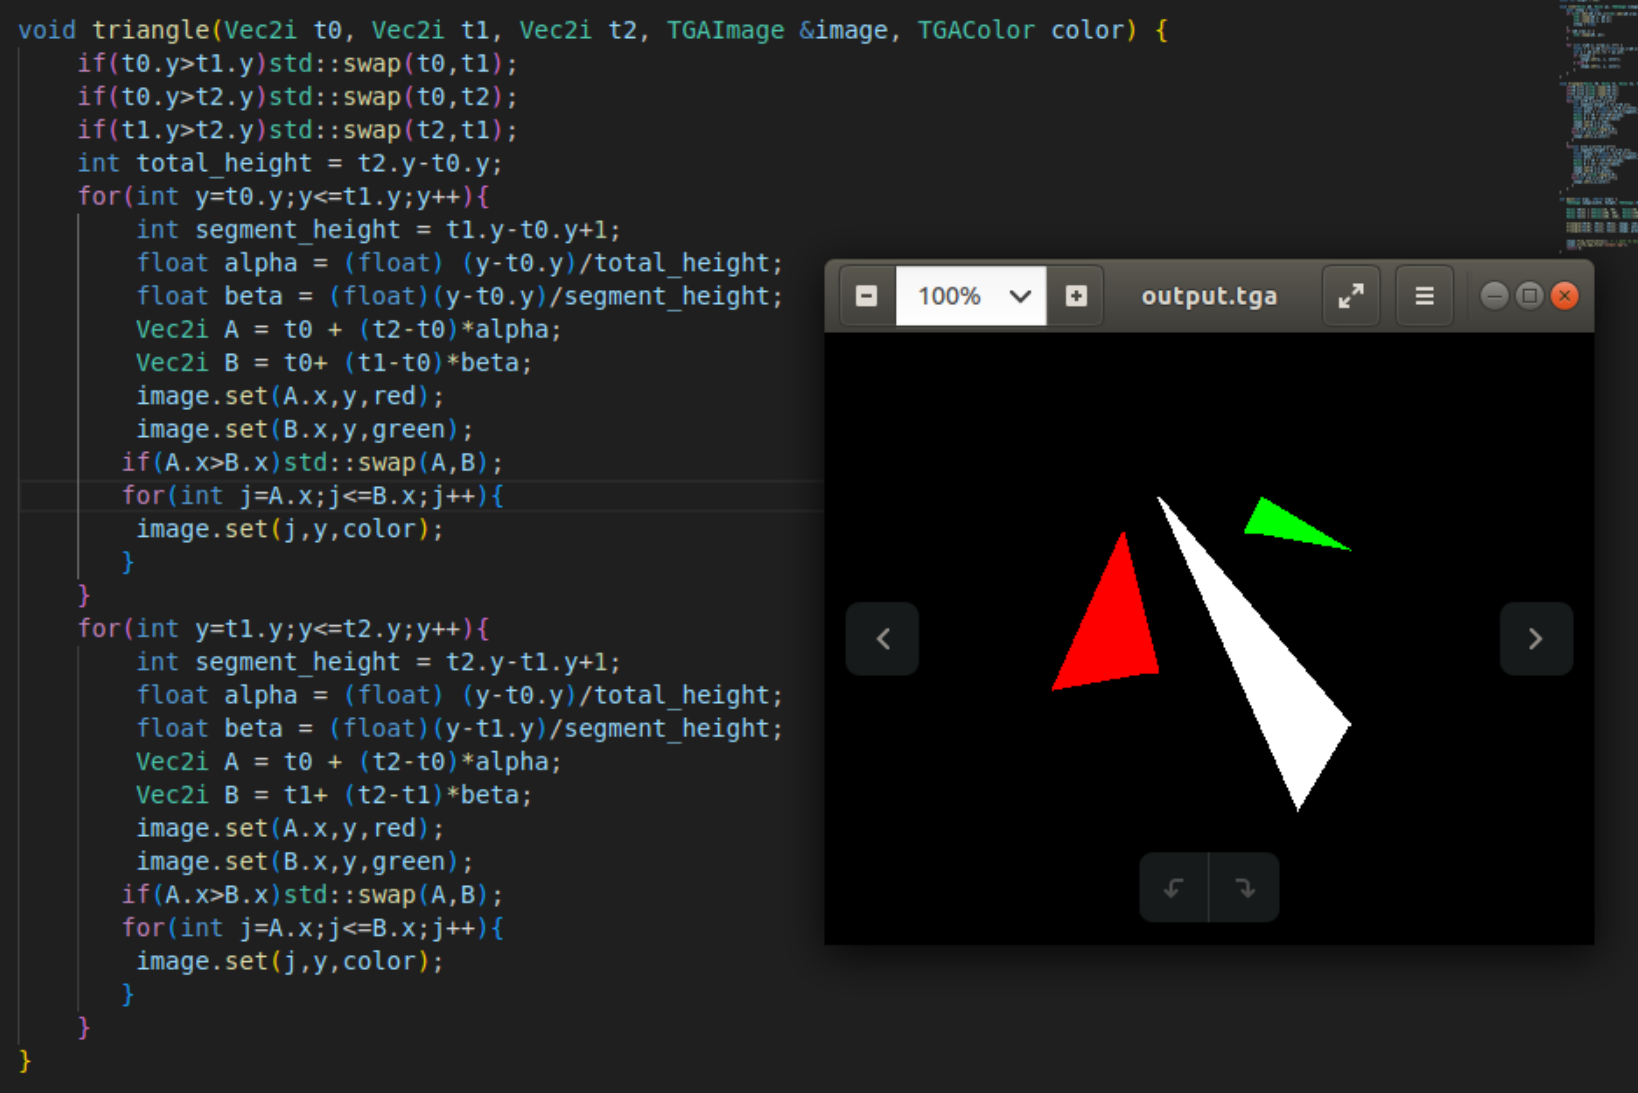 void triangle(Vec2i t0, Vec2i t1, Vec2i t2, TGAImage &image, TGAColor color) {
if(t0.y>t1.y)std::swap(t0,t1);
if(t0.y>t2.y)std::swap(t0,t2);
if(t1.y>t2.y)std::swap(t2,t1);
int total_height = t2.y-t0.y;
for(int y=t0.y;y<=t1.y;y++){
int segment_height = t1.y-t0.y+1;
float alpha = (float) (y-t0.y)/total_height;
float beta = (float)(y-t0.y)/segment_height;
Vec2i A = t0 + (t2-t0)*alpha;
Vec2i B = t0+ (t1-t0)*beta;
image.set(A.x,y,red);
image.set(B.x,y,green);
if(A.x>B.x)std::swap(A,B);
for(int j=A.x;j<=B.x;j++){
image.set(j,y,color);
}
}
for(int y=t1.y;y<=t2.y;y++){
int segment_height = t2.y-t1.y+1;
float alpha = (float) (y-t0.y)/total_height;
float beta = (float)(y-t1.y)/segment_height;
Vec2i A = t0 + (t2-t0)*alpha;
Vec2i B = t1+ (t2-t1)*beta;
image.set(A.x,y,red);
image.set(B.x,y,green);
if(A.x>B.x)std::swap(A,B);
for(int j=A.x;j<=B.x;j++){
image.set(j,y,color);
}
}
}
100%
output.tga